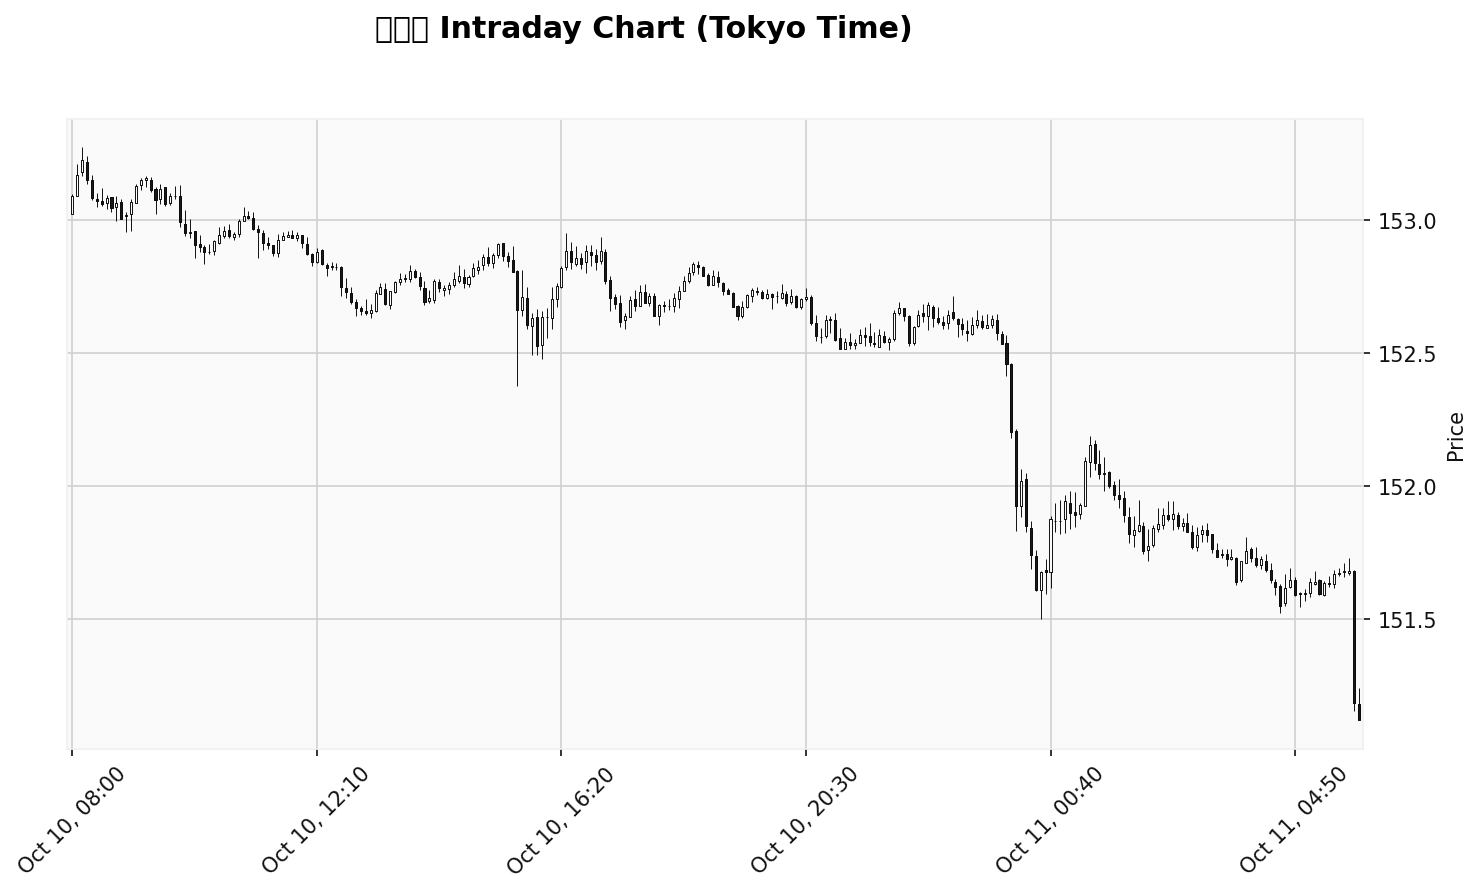 Intraday Chart (Tokyo Time)
153.0
152.5
152.0
151.5
Price
Oct 10, 08:00
Oct 10, 12:10
Oct 10, 16:20
Oct 10, 20:30
Oct 11, 00:40
Oct 11, 04:50